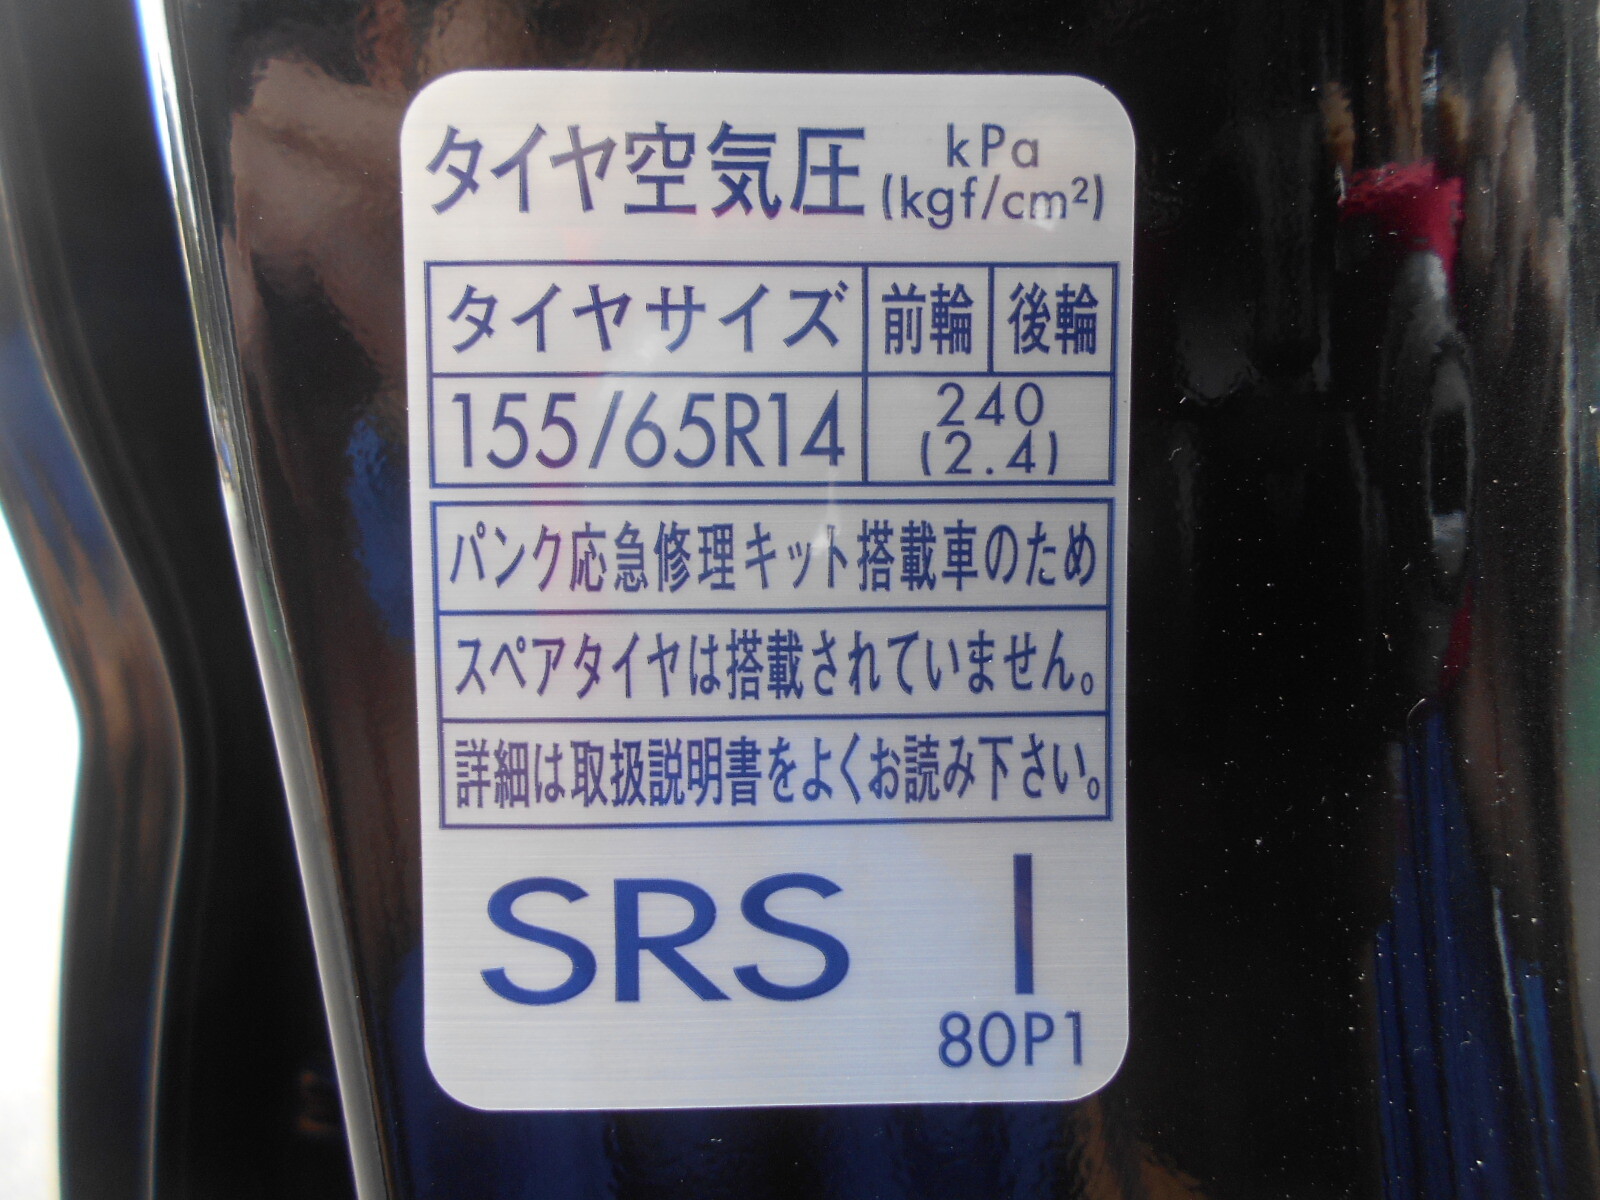 タイヤ空気圧 kPa
(kgf/cm²)
タイヤサイズ 前輪 後輪
155/65R14 240
(2.4)
パンク応急修理キット搭載車のため
スペアタイヤは搭載されていません。
詳細は取扱説明書をよくお読み下さい。
SRS I
80P1